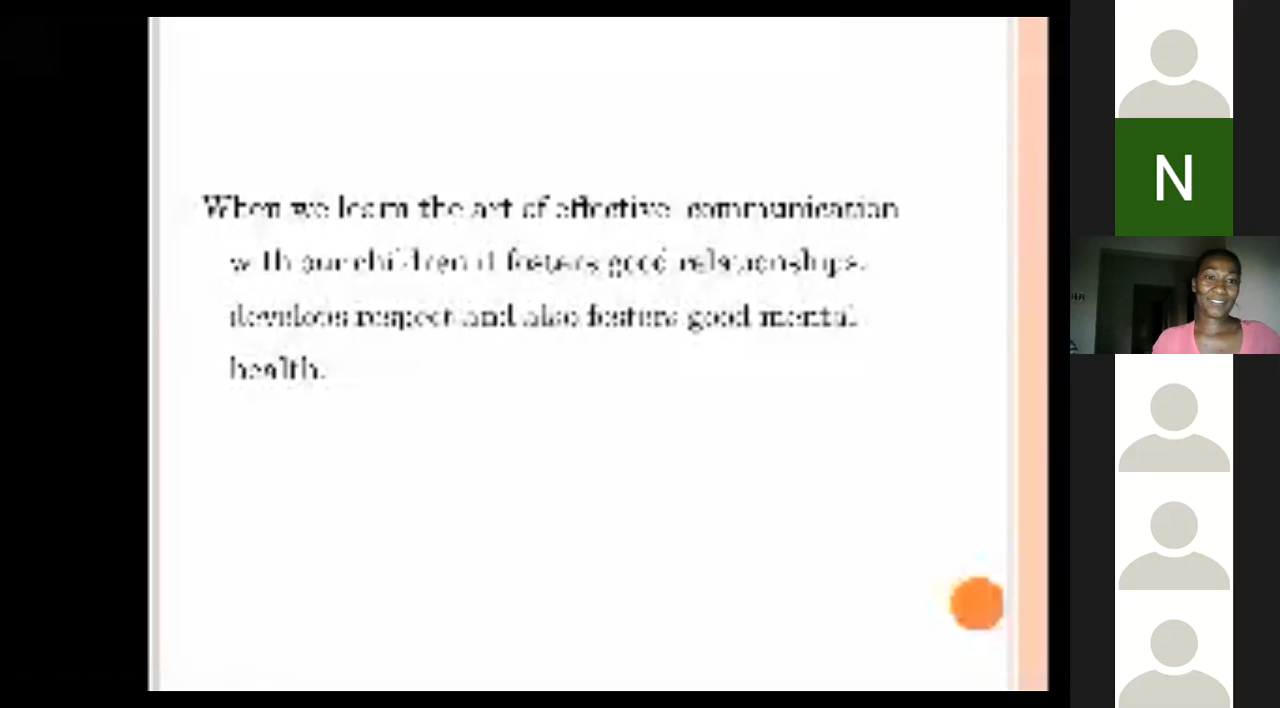 When we learn the art of effective communication
with our children it fosters good relationships,
develops respect and also fosters good mental
health.
N